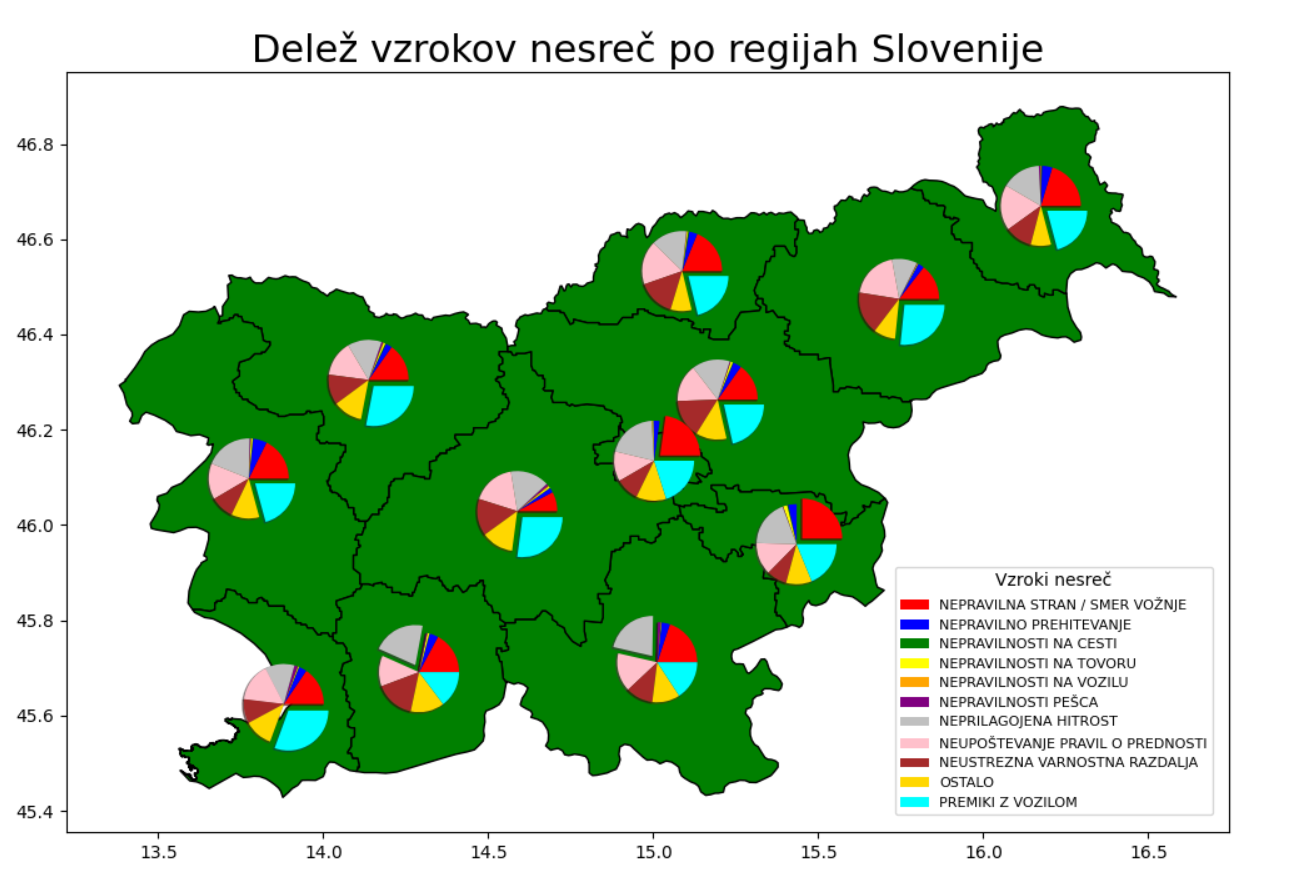 Delež vzrokov nesreč po regijah Slovenije
46.8
46.6
46.4
46.2
46.0
45.8
45.6
45.4
13.5 14.0 14.5 15.0 15.5 16.0 16.5
Vzroki nesreč
NEPRAVILNA STRAN / SMER VOŽNJE
NEPRAVILNO PREHITEVANJE
NEPRAVILNOSTI NA CESTI
NEPRAVILNOSTI NA TOVORU
NEPRAVILNOSTI NA VOZILU
NEPRAVILNOSTI PEŠCA
NEPRILAGOJENA HITROST
NEUPOŠTEVANJE PRAVIL O PREDNOSTI
NEUSTREZNA VARNOSTNA RAZDALJA
OSTALO
PREMIKI Z VOZILOM